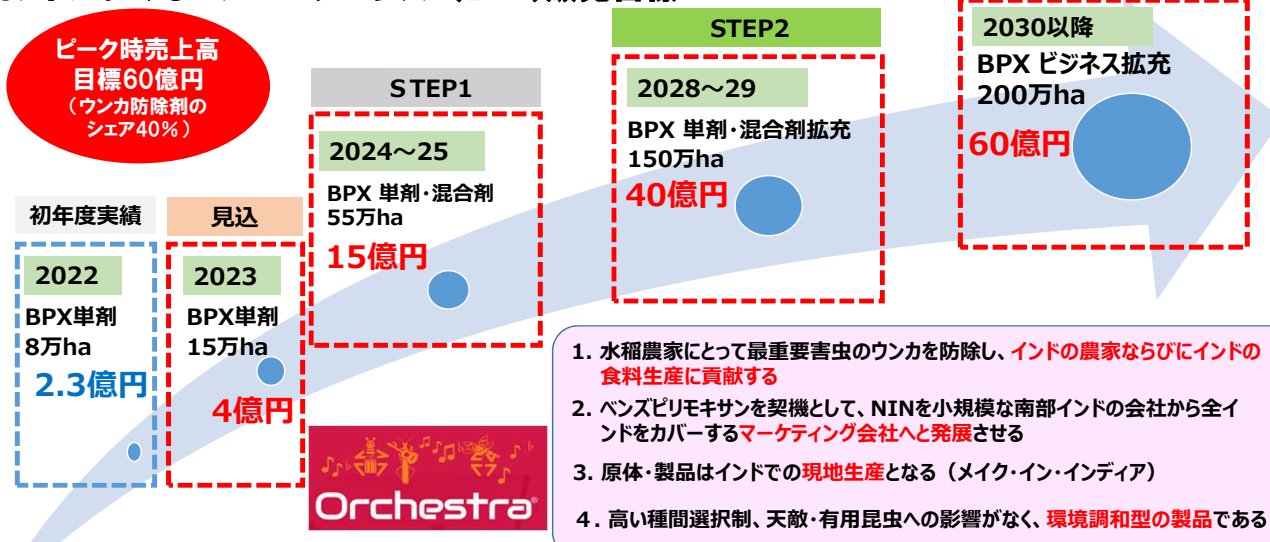 ピーク時売上高
目標60億円
（ウンカ防除剤の
シェア40％）
初年度実績
2022
BPX単剤
8万ha
2.3億円
見込
2023
BPX単剤
15万ha
4億円
ＳTEP1
2024～25
BPX 単剤・混合剤
55万ha
15億円
STEP2
2028～29
BPX 単剤・混合剤拡充
150万ha
40億円
2030以降
BPX ビジネス拡充
200万ha
60億円
Orchestra®
1. 水稲農家にとって最重要害虫のウンカを防除し、インドの農家ならびにインドの
食料生産に貢献する
2. ベンズピリモキサンを契機として、NINを小規模な南部インドの会社から全イ
ンドをカバーするマーケティング会社へと発展させる
3. 原体・製品はインドでの現地生産となる（メイク・イン・インディア）
４. 高い種間選択制、天敵・有用昆虫への影響がなく、環境調和型の製品である